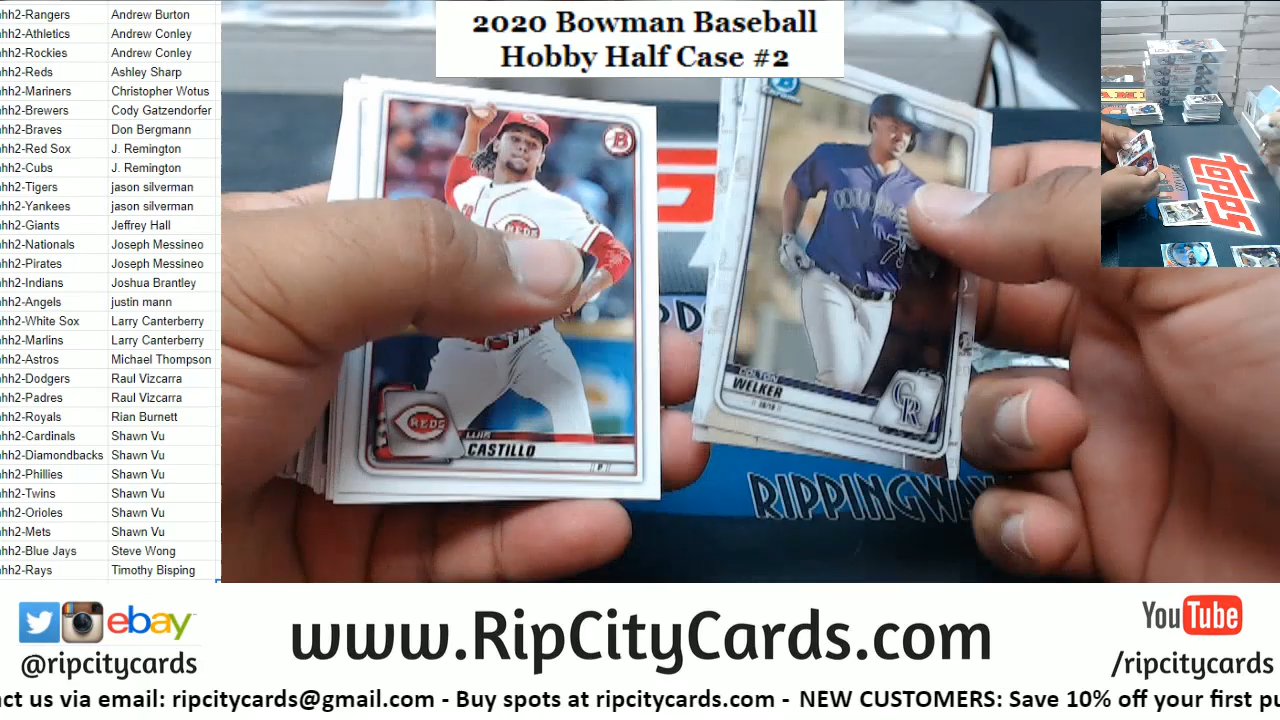 hh2-Rangers Andrew Burton
hh2-Athletics Andrew Conley
hh2-Rockies Andrew Conley
hh2-Reds Ashley Sharp
hh2-Mariners Christopher Wotus
hh2-Brewers Cody Gatzendorfer
hh2-Braves Don Bergmann
hh2-Red Sox J. Remington
hh2-Cubs J. Remington
hh2-Tigers jason silverman
hh2-Yankees jason silverman
hh2-Giants Jeffrey Hall
hh2-Nationals Joseph Messineo
hh2-Pirates Joseph Messineo
hh2-Indians Joshua Brantley
hh2-Angels justin mann
hh2-White Sox Larry Canterberry
hh2-Marlins Larry Canterberry
hh2-Astros Michael Thompson
hh2-Dodgers Raul Vizcarra
hh2-Padres Raul Vizcarra
hh2-Royals Rian Burnett
hh2-Cardinals Shawn Vu
hh2-Diamondbacks Shawn Vu
hh2-Phillies Shawn Vu
hh2-Twins Shawn Vu
hh2-Orioles Shawn Vu
hh2-Mets Shawn Vu
hh2-Blue Jays Steve Wong
hh2-Rays Timothy Bisping
2020 Bowman Baseball
Hobby Half Case #2
B
REDS
REDS
LUIS
CASTILLO
P
B
COLTON
WELKER
CR
RIPPINGWA
topps
ebay
@ripcitycards
www.RipCityCards.com
YouTube
/ripcitycards
ct us via email: ripcitycards@gmail.com - Buy spots at ripcitycards.com - NEW CUSTOMERS: Save 10% off your first pu